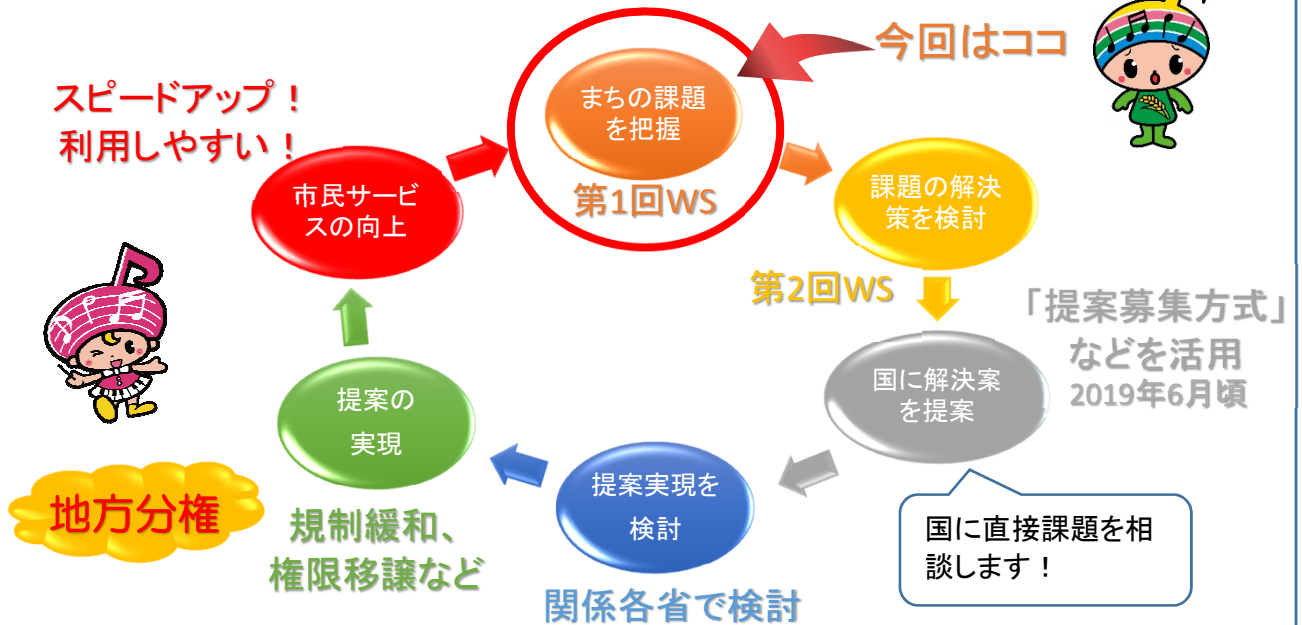 今回はココ
まちの課題
を把握
第1回WS
スピードアップ！
利用しやすい！
市民サービ
スの向上
課題の解決
策を検討
第2回WS
「提案募集方式」
などを活用
2019年6月頃
国に解決案
を提案
国に直接課題を相
談します！
提案実現を
検討
関係各省で検討
提案の
実現
規制緩和、
権限移譲など
地方分権